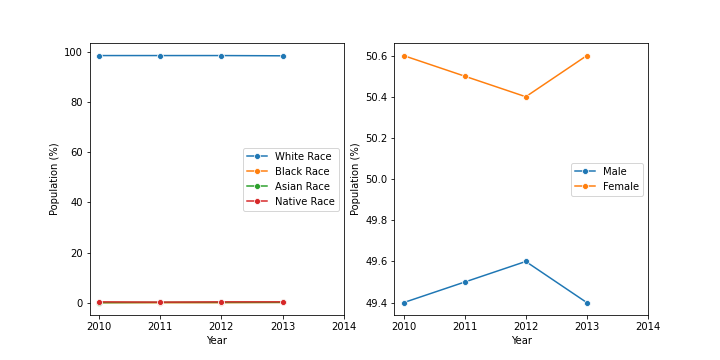 100
80
60
40
20
0
Population (%)
2010 2011 2012 2013 2014
Year
White Race
Black Race
Asian Race
Native Race
50.6
50.4
50.2
50.0
49.8
49.6
49.4
Population (%)
2010 2011 2012 2013 2014
Year
Male
Female